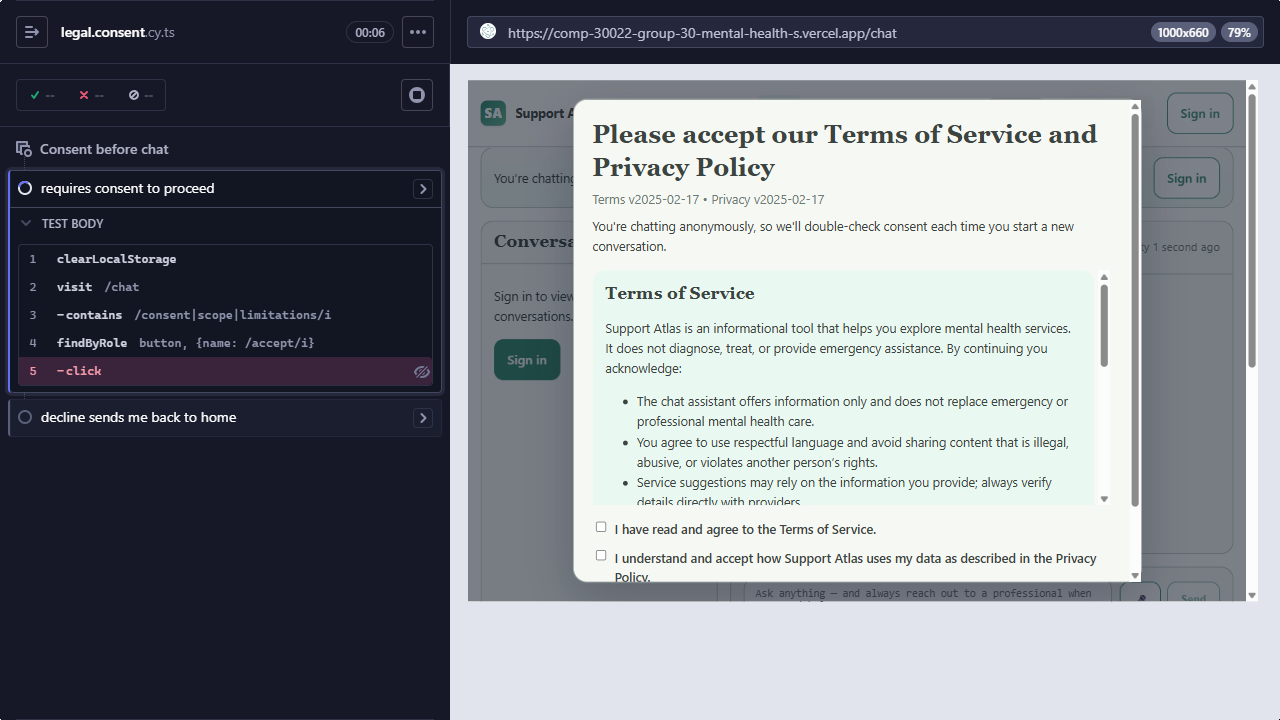 legal.consent.cy.ts
00:06
--
--
--
Consent before chat
requires consent to proceed
TEST BODY
1 clearLocalStorage
2 visit /chat
3 -contains /consent|scope|limitations/i
4 findByRole button, {name: /accept/i}
5 -click
decline sends me back to home
https://comp-30022-group-30-mental-health-s.vercel.app/chat
1000x660
79%
SA
Support A
Sign in
You're chatting
Sign in
Conversa
y 1 second ago
Sign in to view
conversations.
Sign in
Please accept our Terms of Service and
Privacy Policy
Terms v2025-02-17 • Privacy v2025-02-17
You're chatting anonymously, so we'll double-check consent each time you start a new
conversation.
Terms of Service
Support Atlas is an informational tool that helps you explore mental health services.
It does not diagnose, treat, or provide emergency assistance. By continuing you
acknowledge:
• The chat assistant offers information only and does not replace emergency or
professional mental health care.
• You agree to use respectful language and avoid sharing content that is illegal,
abusive, or violates another person's rights.
• Service suggestions may rely on the information you provide; always verify
details directly with providers
I have read and agree to the Terms of Service.
I understand and accept how Support Atlas uses my data as described in the Privacy
Policy.
Ask anything — and always reach out to a professional when
Send